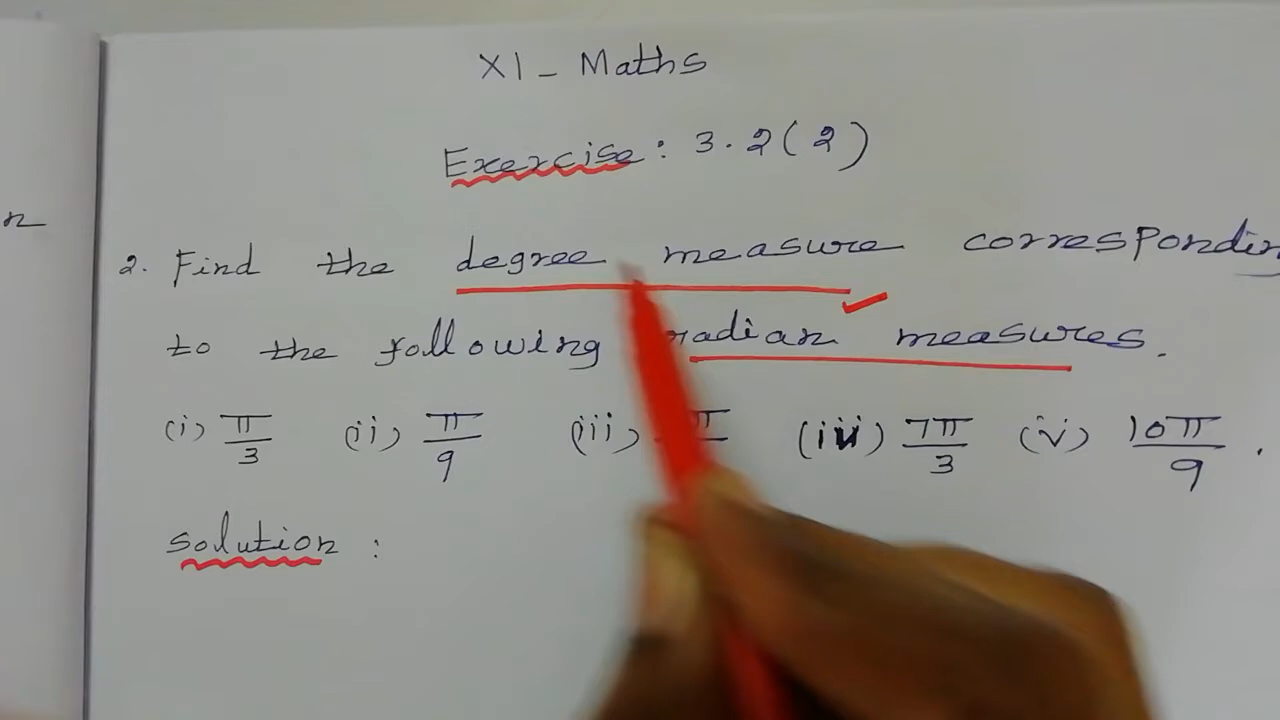 XI - Maths
Exercise: 3.2(2)
n
2. Find the degree measure correspondin
to the following radian measures.
(i) π/3 (ii) π/9 (iii) (iv) 7π/3 (v) 10π/9.
Solution :